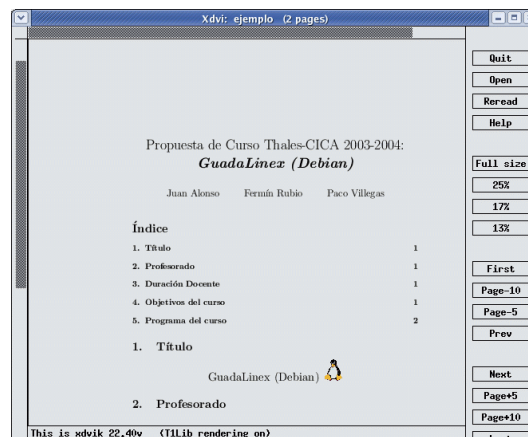 Xdvi: ejemplo (2 pages)
Quit
Open
Reread
Help
Full size
25%
17%
13%
First
Page-10
Page-5
Prev
Next
Page+5
Page+10
Propuesta de Curso Thales-CICA 2003-2004:
GuadaLinex (Debian)
Juan Alonso Fermín Rubio Paco Villegas
Índice
1. Título 1
2. Profesorado 1
3. Duración Docente 1
4. Objetivos del curso 1
5. Programa del curso 2
1. Título
GuadaLinex (Debian)
2. Profesorado
This is xdvik 22.40v (T1Lib rendering on)